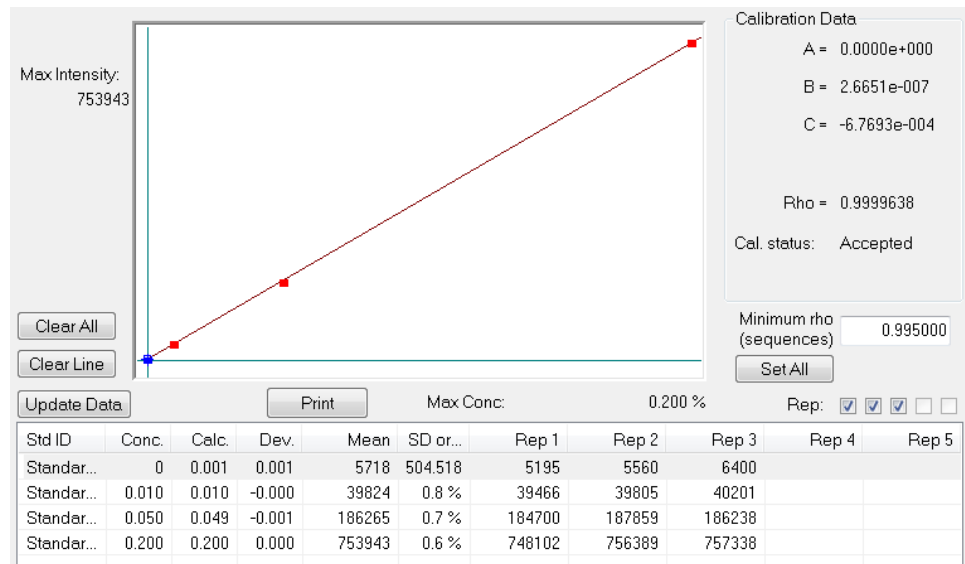 Calibration Data
A = 0.0000e+000
Max Intensity:
753943
B = 2.6651e-007
C = -6.7693e-004
Rho = 0.9999638
Cal. status: Accepted
Clear All
Minimum rho
(sequences) 0.995000
Clear Line
Set All
Update Data Print Max Conc: 0.200 % Rep:
Std ID Conc. Calc. Dev. Mean SD or... Rep 1 Rep 2 Rep 3 Rep 4 Rep 5
Standar... 0 0.001 0.001 5718 504.518 5195 5560 6400
Standar... 0.010 0.010 -0.000 39824 0.8 % 39466 39805 40201
Standar... 0.050 0.049 -0.001 186265 0.7 % 184700 187859 186238
Standar... 0.200 0.200 0.000 753943 0.6 % 748102 756389 757338